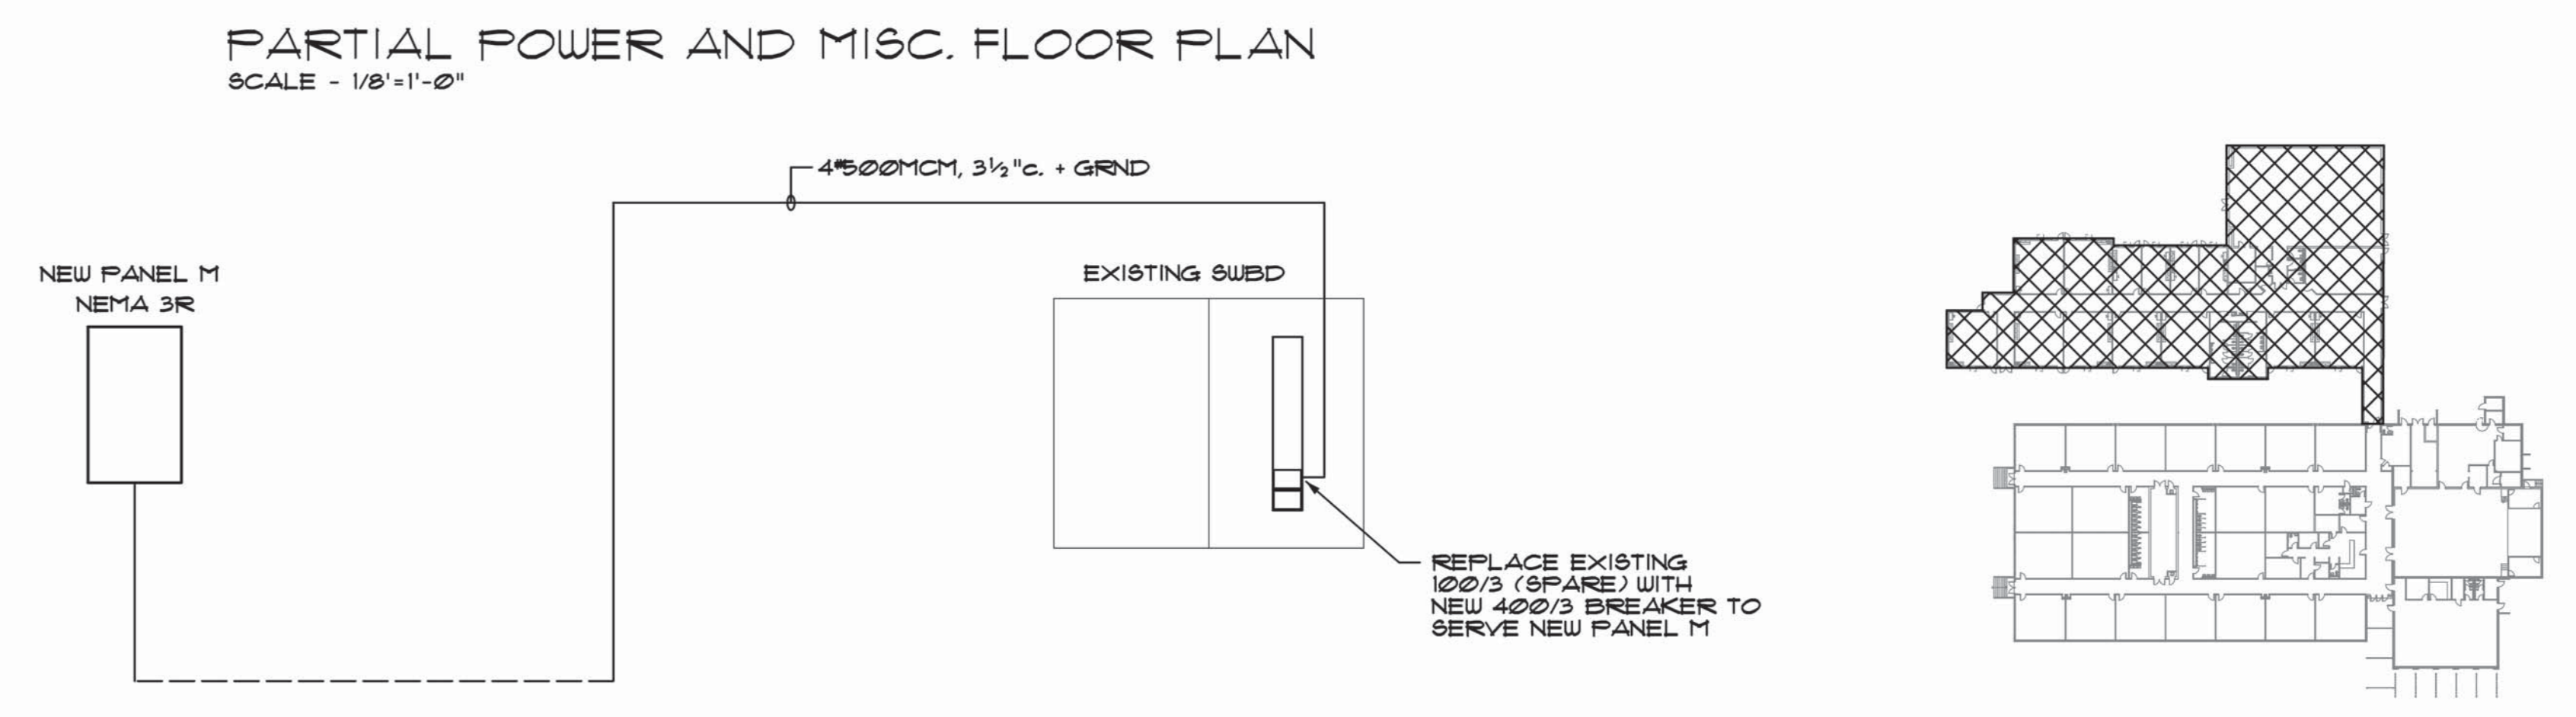 PARTIAL POWER AND MISC. FLOOR PLAN
SCALE - 1/8'=1'-0"
4#500MCM, 3½"c. + GRND
NEW PANEL M
NEMA 3R
EXISTING SWBD
REPLACE EXISTING
100/3 (SPARE) WITH
NEW 400/3 BREAKER TO
SERVE NEW PANEL M